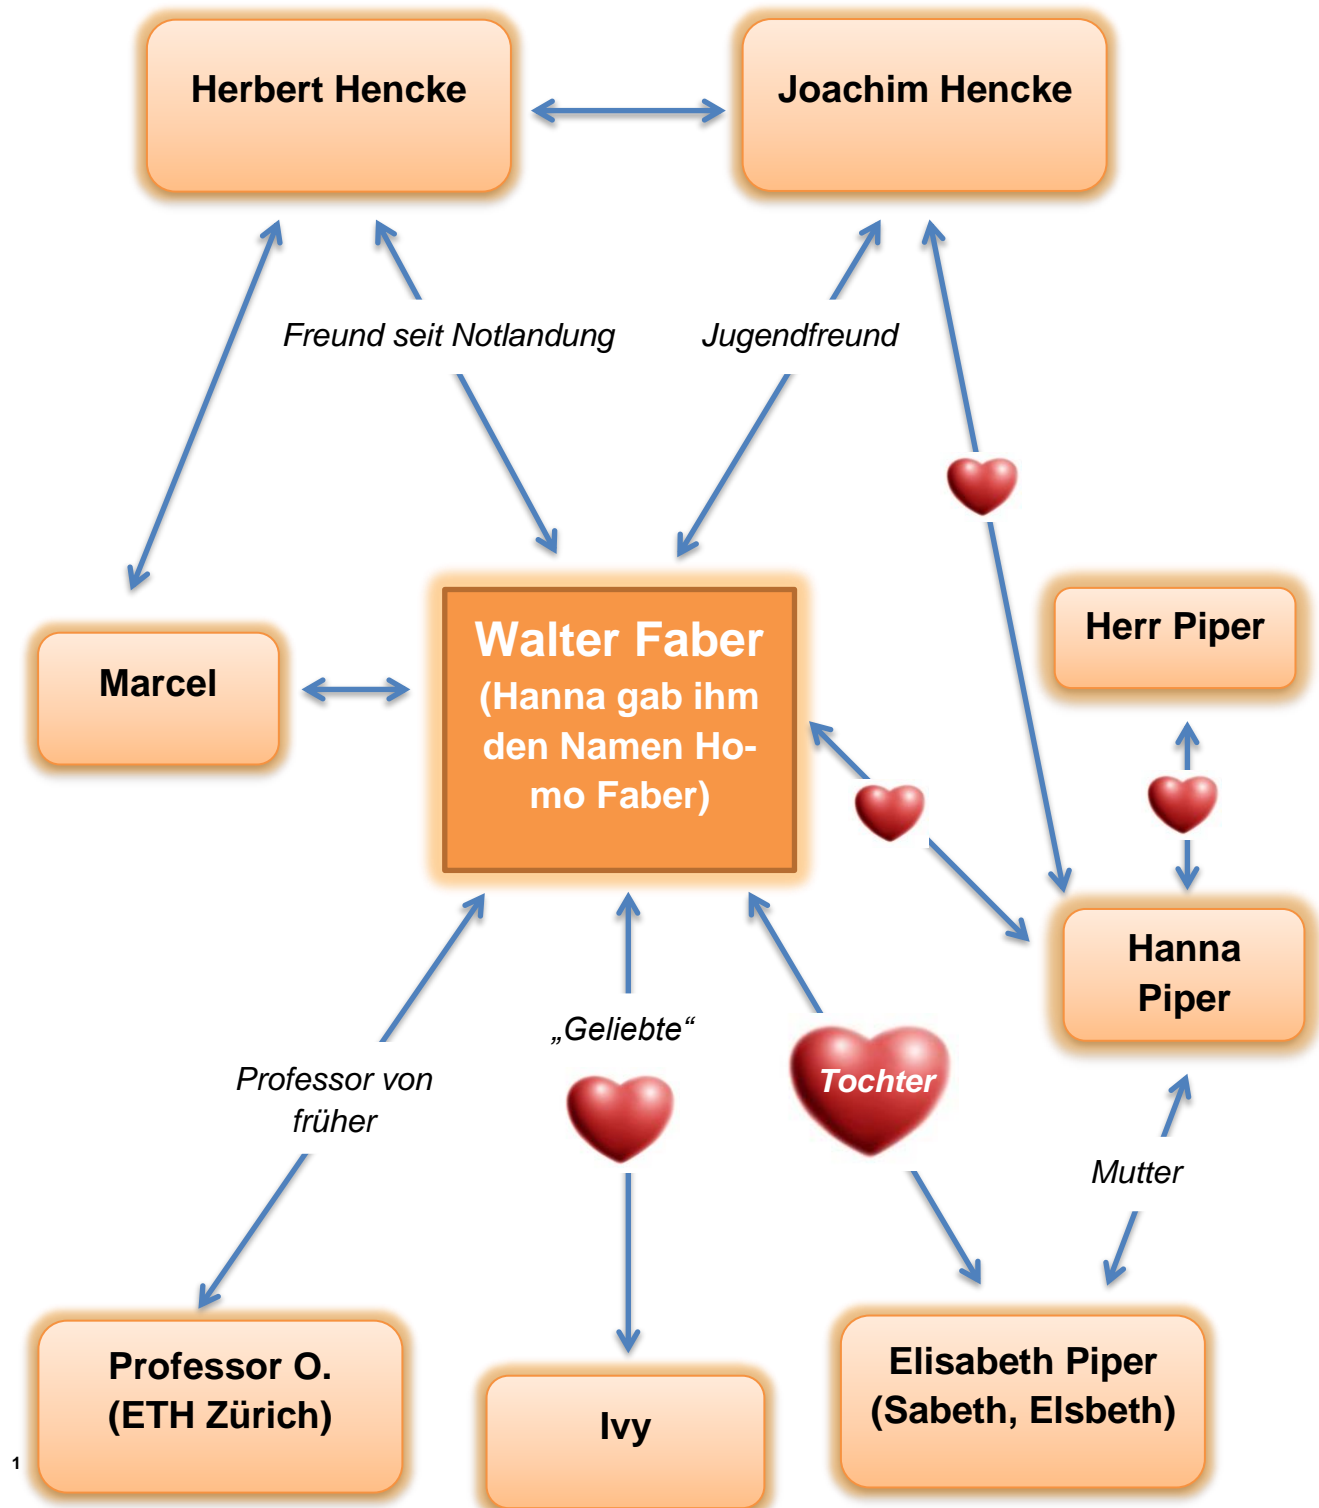 Herbert Hencke
Joachim Hencke
Freund seit Notlandung
Jugendfreund
Walter Faber
(Hanna gab ihm
den Namen Ho-
mo Faber)
Herr Piper
Marcel
Hanna
Piper
„Geliebte“
Tochter
Professor von
früher
Mutter
Professor O.
(ETH Zürich)
Ivy
Elisabeth Piper
(Sabeth, Elsbeth)
1